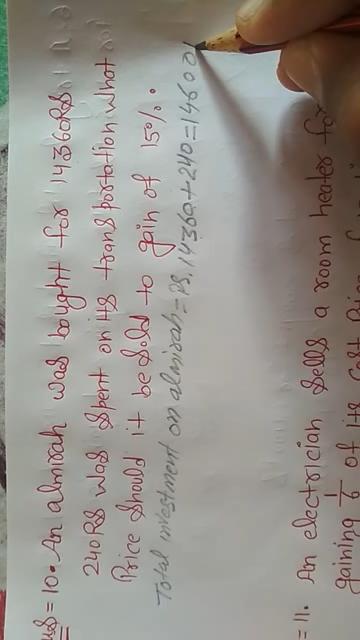 = 10. An almirah was bought for 14360RS
240RS was spent on its transportation What
Price should it be sold to gain of 15%.
Total investment on almirah = RS. 14360 + 240 = 14600
= 11. An electrician sells a room heater for
gaining 1/6 of its cost price